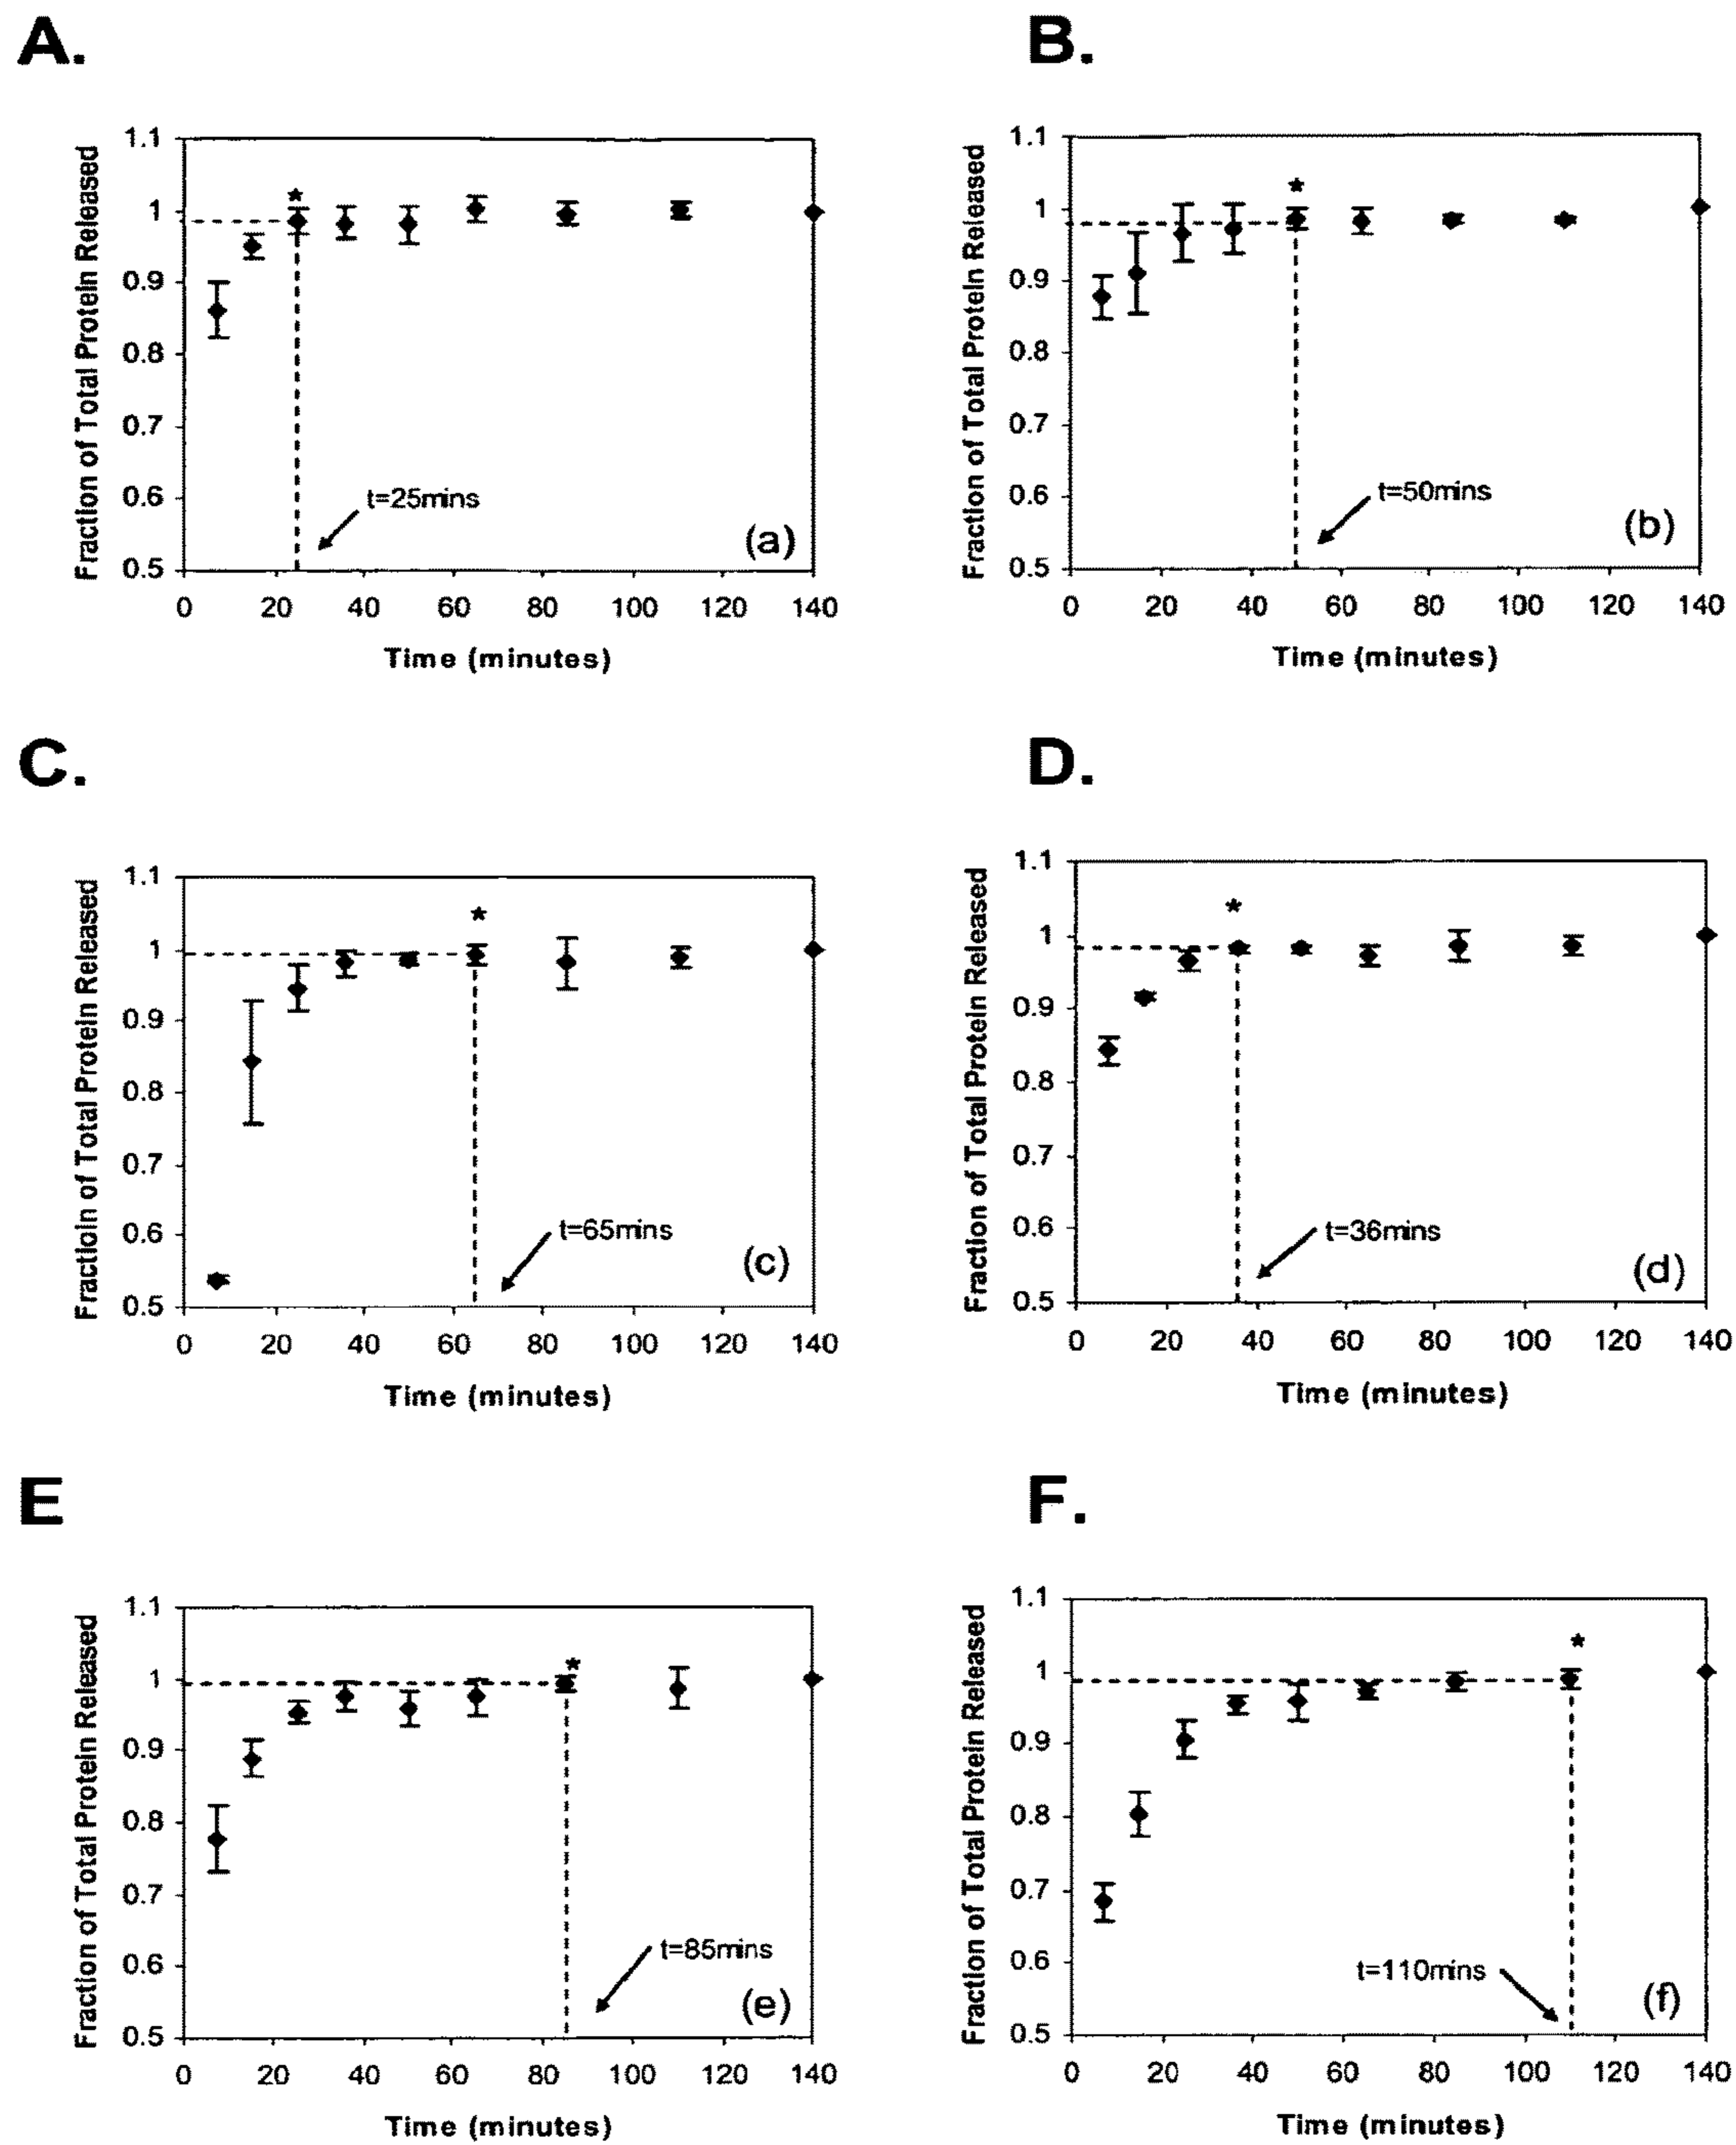 A.
Fraction of Total Protein Released
1.1
1
0.9
0.8
0.7
0.6
0.5
*
t=25mins
(a)
0 20 40 60 80 100 120 140
Time (minutes)
B.
Fraction of Total Protein Released
1.1
1
0.9
0.8
0.7
0.6
0.5
*
t=50mins
(b)
0 20 40 60 80 100 120 140
Time (minutes)
C.
Fraction of Total Protein Released
1.1
1
0.9
0.8
0.7
0.6
0.5
*
t=65mins
(c)
0 20 40 60 80 100 120 140
Time (minutes)
D.
Fraction of Total Protein Released
1.1
1
0.9
0.8
0.7
0.6
0.5
*
t=36mins
(d)
0 20 40 60 80 100 120 140
Time (minutes)
E
Fraction of Total Protein Released
1.1
1
0.9
0.8
0.7
0.6
0.5
*
t=85mins
(e)
0 20 40 60 80 100 120 140
Time (minutes)
F.
Fraction of Total Protein Released
1.1
1
0.9
0.8
0.7
0.6
0.5
*
t=110mins
(f)
0 20 40 60 80 100 120 140
Time (minutes)